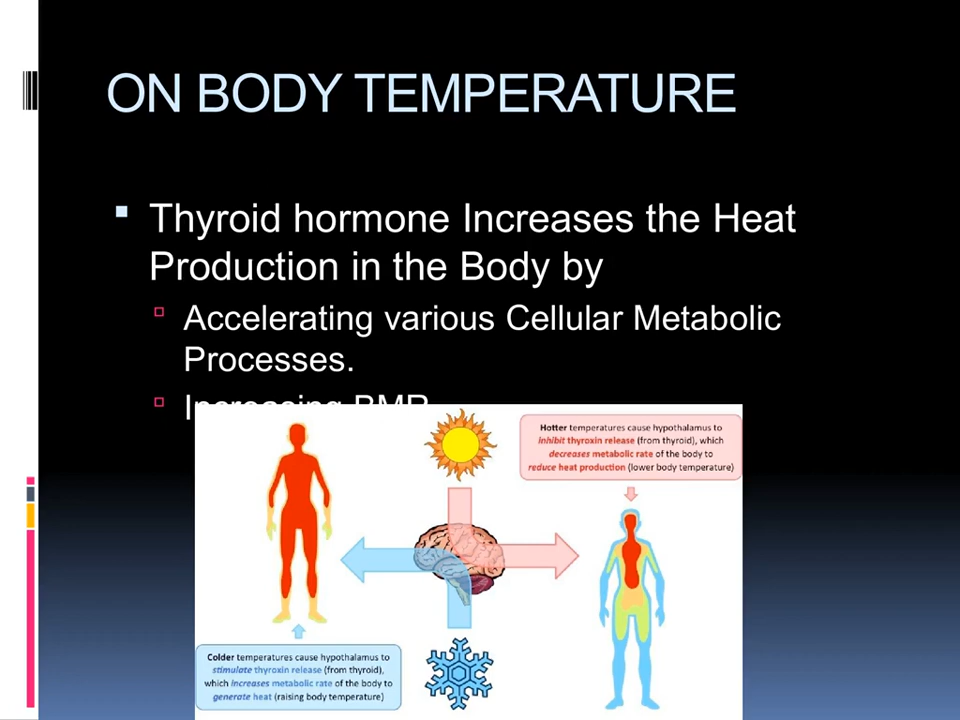 ON BODY TEMPERATURE
Thyroid hormone Increases the Heat
Production in the Body by
Accelerating various Cellular Metabolic
Processes.
Increasing BMR
Hotter temperatures cause hypothalamus to
inhibit thyroxin release (from thyroid), which
decreases metabolic rate of the body to
reduce heat production (lower body temperature)
Colder temperatures cause hypothalamus to
stimulate thyroxin release (from thyroid),
which increases metabolic rate of the body to
generate heat (raising body temperature)